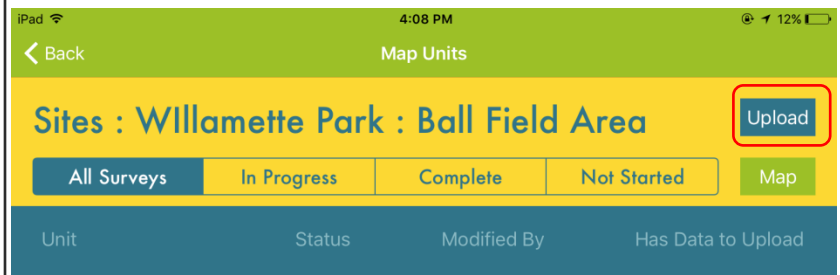 iPad 4:08 PM 12%
Back Map Units
Sites : WIllamette Park : Ball Field Area Upload
All Surveys In Progress Complete Not Started Map
Unit Status Modified By Has Data to Upload